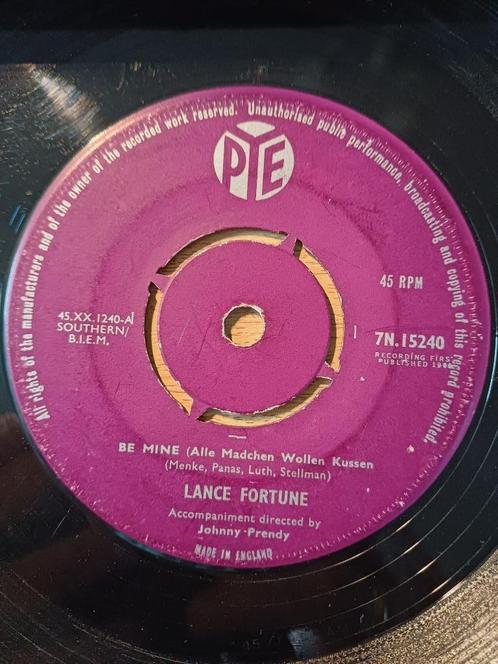 All rights of the manufacturers and of the owner of the recorded work reserved. Unauthorised public performance, broadcasting and copying of this record prohibited.
PYE
45 RPM
45.XX.1240-A
SOUTHERN/
B.I.E.M.
7N.15240
RECORDING FIRST
PUBLISHED
BE MINE (Alle Madchen Wollen Kussen
(Menke, Panas, Luth, Stellman)
LANCE FORTUNE
Accompaniment directed by
Johnny Prendy
MADE IN ENGLAND